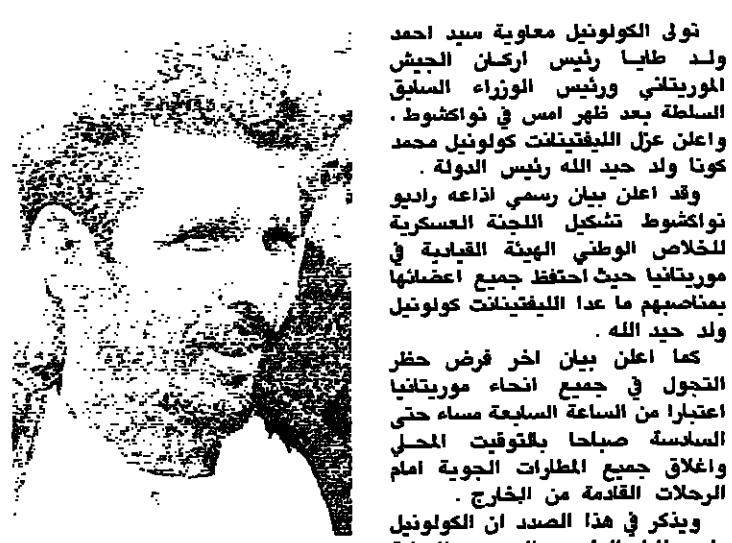 تولى الكولونيل معاوية سيد احمد
ولد طايا رئيس اركان الجيش
الموريتاني ورئيس الوزراء السابق
السلطة بعد ظهر امس في نواكشوط .
واعلن عزل الليفتينانت كولونيل محمد
كونا ولد حيد الله رئيس الدولة .
وقد اعلن بيان رسمي اذاعه راديو
نواكشوط تشكيل اللجنة العسكرية
للخلاص الوطني الهيئة القيادية في
موريتانيا حيث احتفظ جميع اعضائها
بمناصبهم ما عدا الليفتينانت كولونيل
ولد حيد الله .
كما اعلن بيان اخر فرض حظر
التجول في جميع انحاء موريتانيا
اعتبارا من الساعة السابعة مساء حتى
السادسة صباحا بالتوقيت المحلي
واغلاق جميع المطارات الجوية امام
الرحلات القادمة من الخارج .
ويذكر في هذا الصدد ان الكولونيل